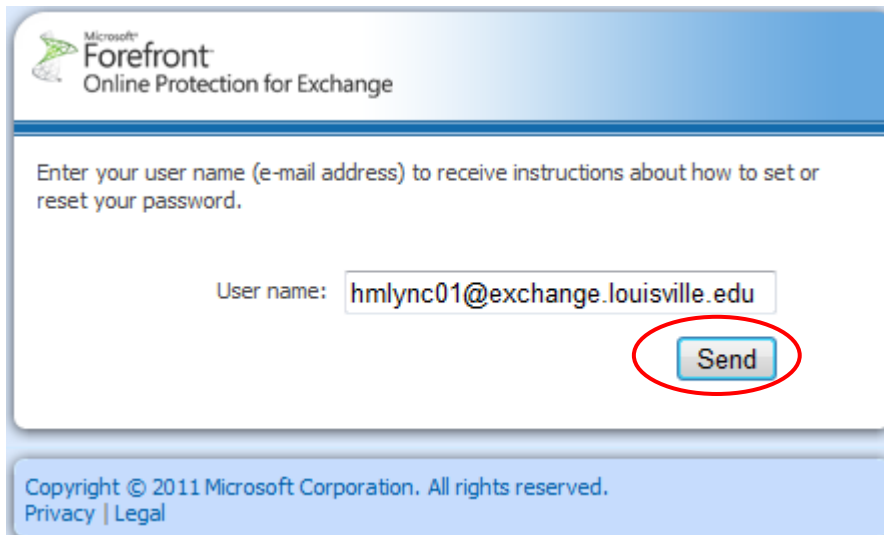 Microsoft®
Forefront™
Online Protection for Exchange
Enter your user name (e-mail address) to receive instructions about how to set or
reset your password.
User name: hmlync01@exchange.louisville.edu
Send
Copyright © 2011 Microsoft Corporation. All rights reserved.
Privacy | Legal